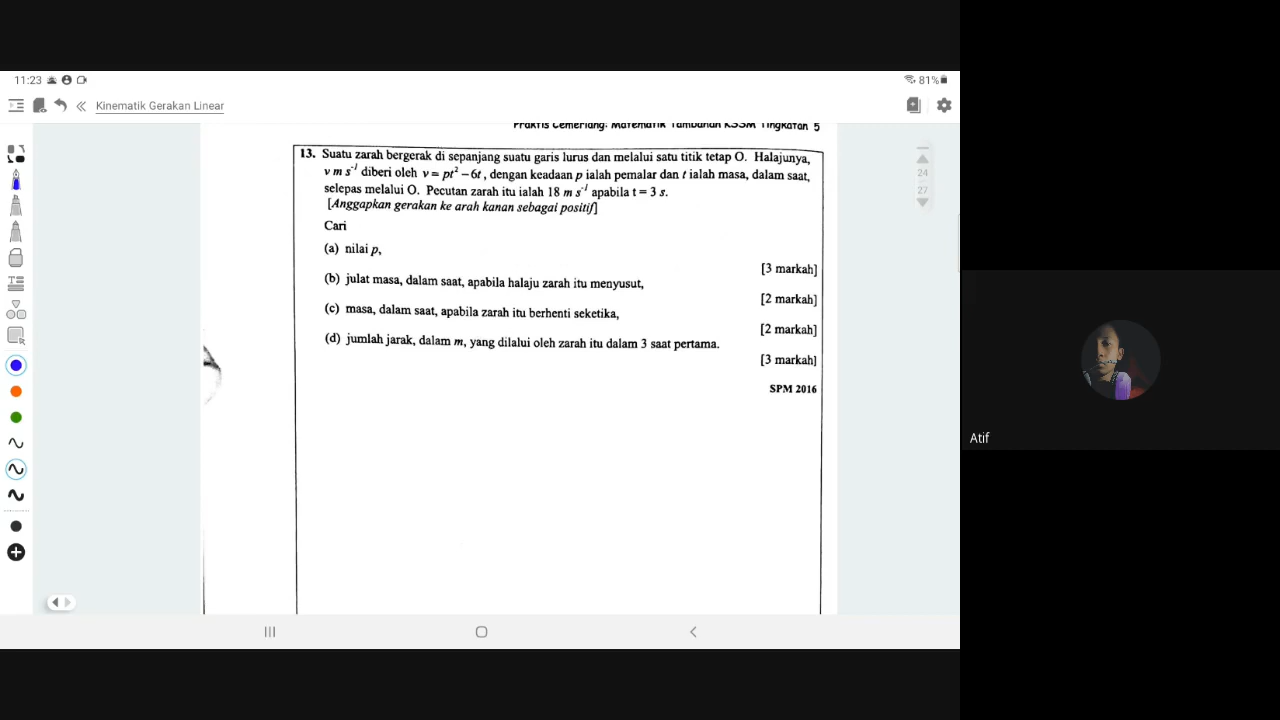 11:23
81%
Kinematik Gerakan Linear
Praktis Cemerlang: Matematik Tambahan KSSM Tingkatan 5
13. Suatu zarah bergerak di sepanjang suatu garis lurus dan melalui satu titik tetap O. Halajunya,
v m s⁻¹ diberi oleh v = pt² – 6t, dengan keadaan p ialah pemalar dan t ialah masa, dalam saat,
selepas melalui O. Pecutan zarah itu ialah 18 m s⁻¹ apabila t = 3 s.
[Anggapkan gerakan ke arah kanan sebagai positif]
Cari
(a) nilai p,
[3 markah]
(b) julat masa, dalam saat, apabila halaju zarah itu menyusut,
[2 markah]
(c) masa, dalam saat, apabila zarah itu berhenti seketika,
[2 markah]
(d) jumlah jarak, dalam m, yang dilalui oleh zarah itu dalam 3 saat pertama.
[3 markah]
SPM 2016
24
27
Atif